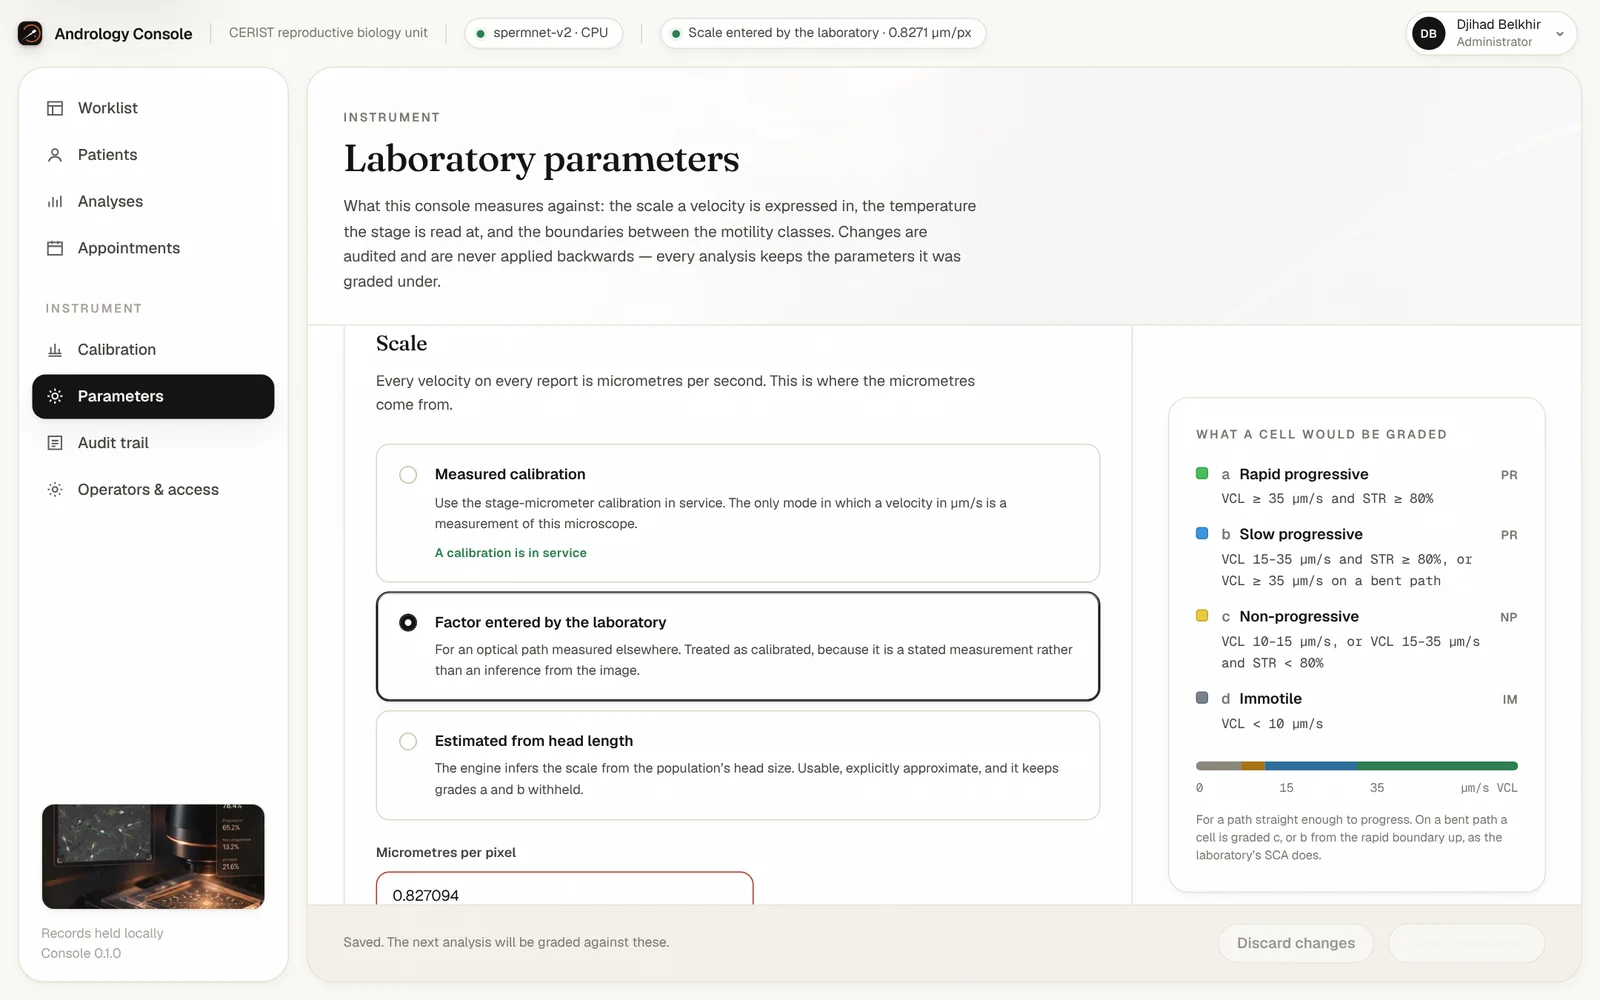 Andrology Console
CERIST reproductive biology unit
spermnet-v2 · CPU
Scale entered by the laboratory · 0.8271 µm/px
DB
Djihad Belkhir
Administrator
Worklist
Patients
Analyses
Appointments
INSTRUMENT
Calibration
Parameters
Audit trail
Operators & access
78.4%
65.2%
13.2%
21.6%
Records held locally
Console 0.1.0
INSTRUMENT
Laboratory parameters
What this console measures against: the scale a velocity is expressed in, the temperature
the stage is read at, and the boundaries between the motility classes. Changes are
audited and are never applied backwards — every analysis keeps the parameters it was
graded under.
Scale
Every velocity on every report is micrometres per second. This is where the micrometres
come from.
Measured calibration
Use the stage-micrometer calibration in service. The only mode in which a velocity in µm/s is a
measurement of this microscope.
A calibration is in service
Factor entered by the laboratory
For an optical path measured elsewhere. Treated as calibrated, because it is a stated measurement rather
than an inference from the image.
Estimated from head length
The engine infers the scale from the population's head size. Usable, explicitly approximate, and it keeps
grades a and b withheld.
Micrometres per pixel
0.827094
WHAT A CELL WOULD BE GRADED
a Rapid progressive PR
VCL ≥ 35 µm/s and STR ≥ 80%
b Slow progressive PR
VCL 15–35 µm/s and STR ≥ 80%, or
VCL ≥ 35 µm/s on a bent path
c Non-progressive NP
VCL 10–15 µm/s, or VCL 15–35 µm/s
and STR < 80%
d Immotile IM
VCL < 10 µm/s
0 15 35 µm/s VCL
For a path straight enough to progress. On a bent path a
cell is graded c, or b from the rapid boundary up, as the
laboratory's SCA does.
Saved. The next analysis will be graded against these.
Discard changes